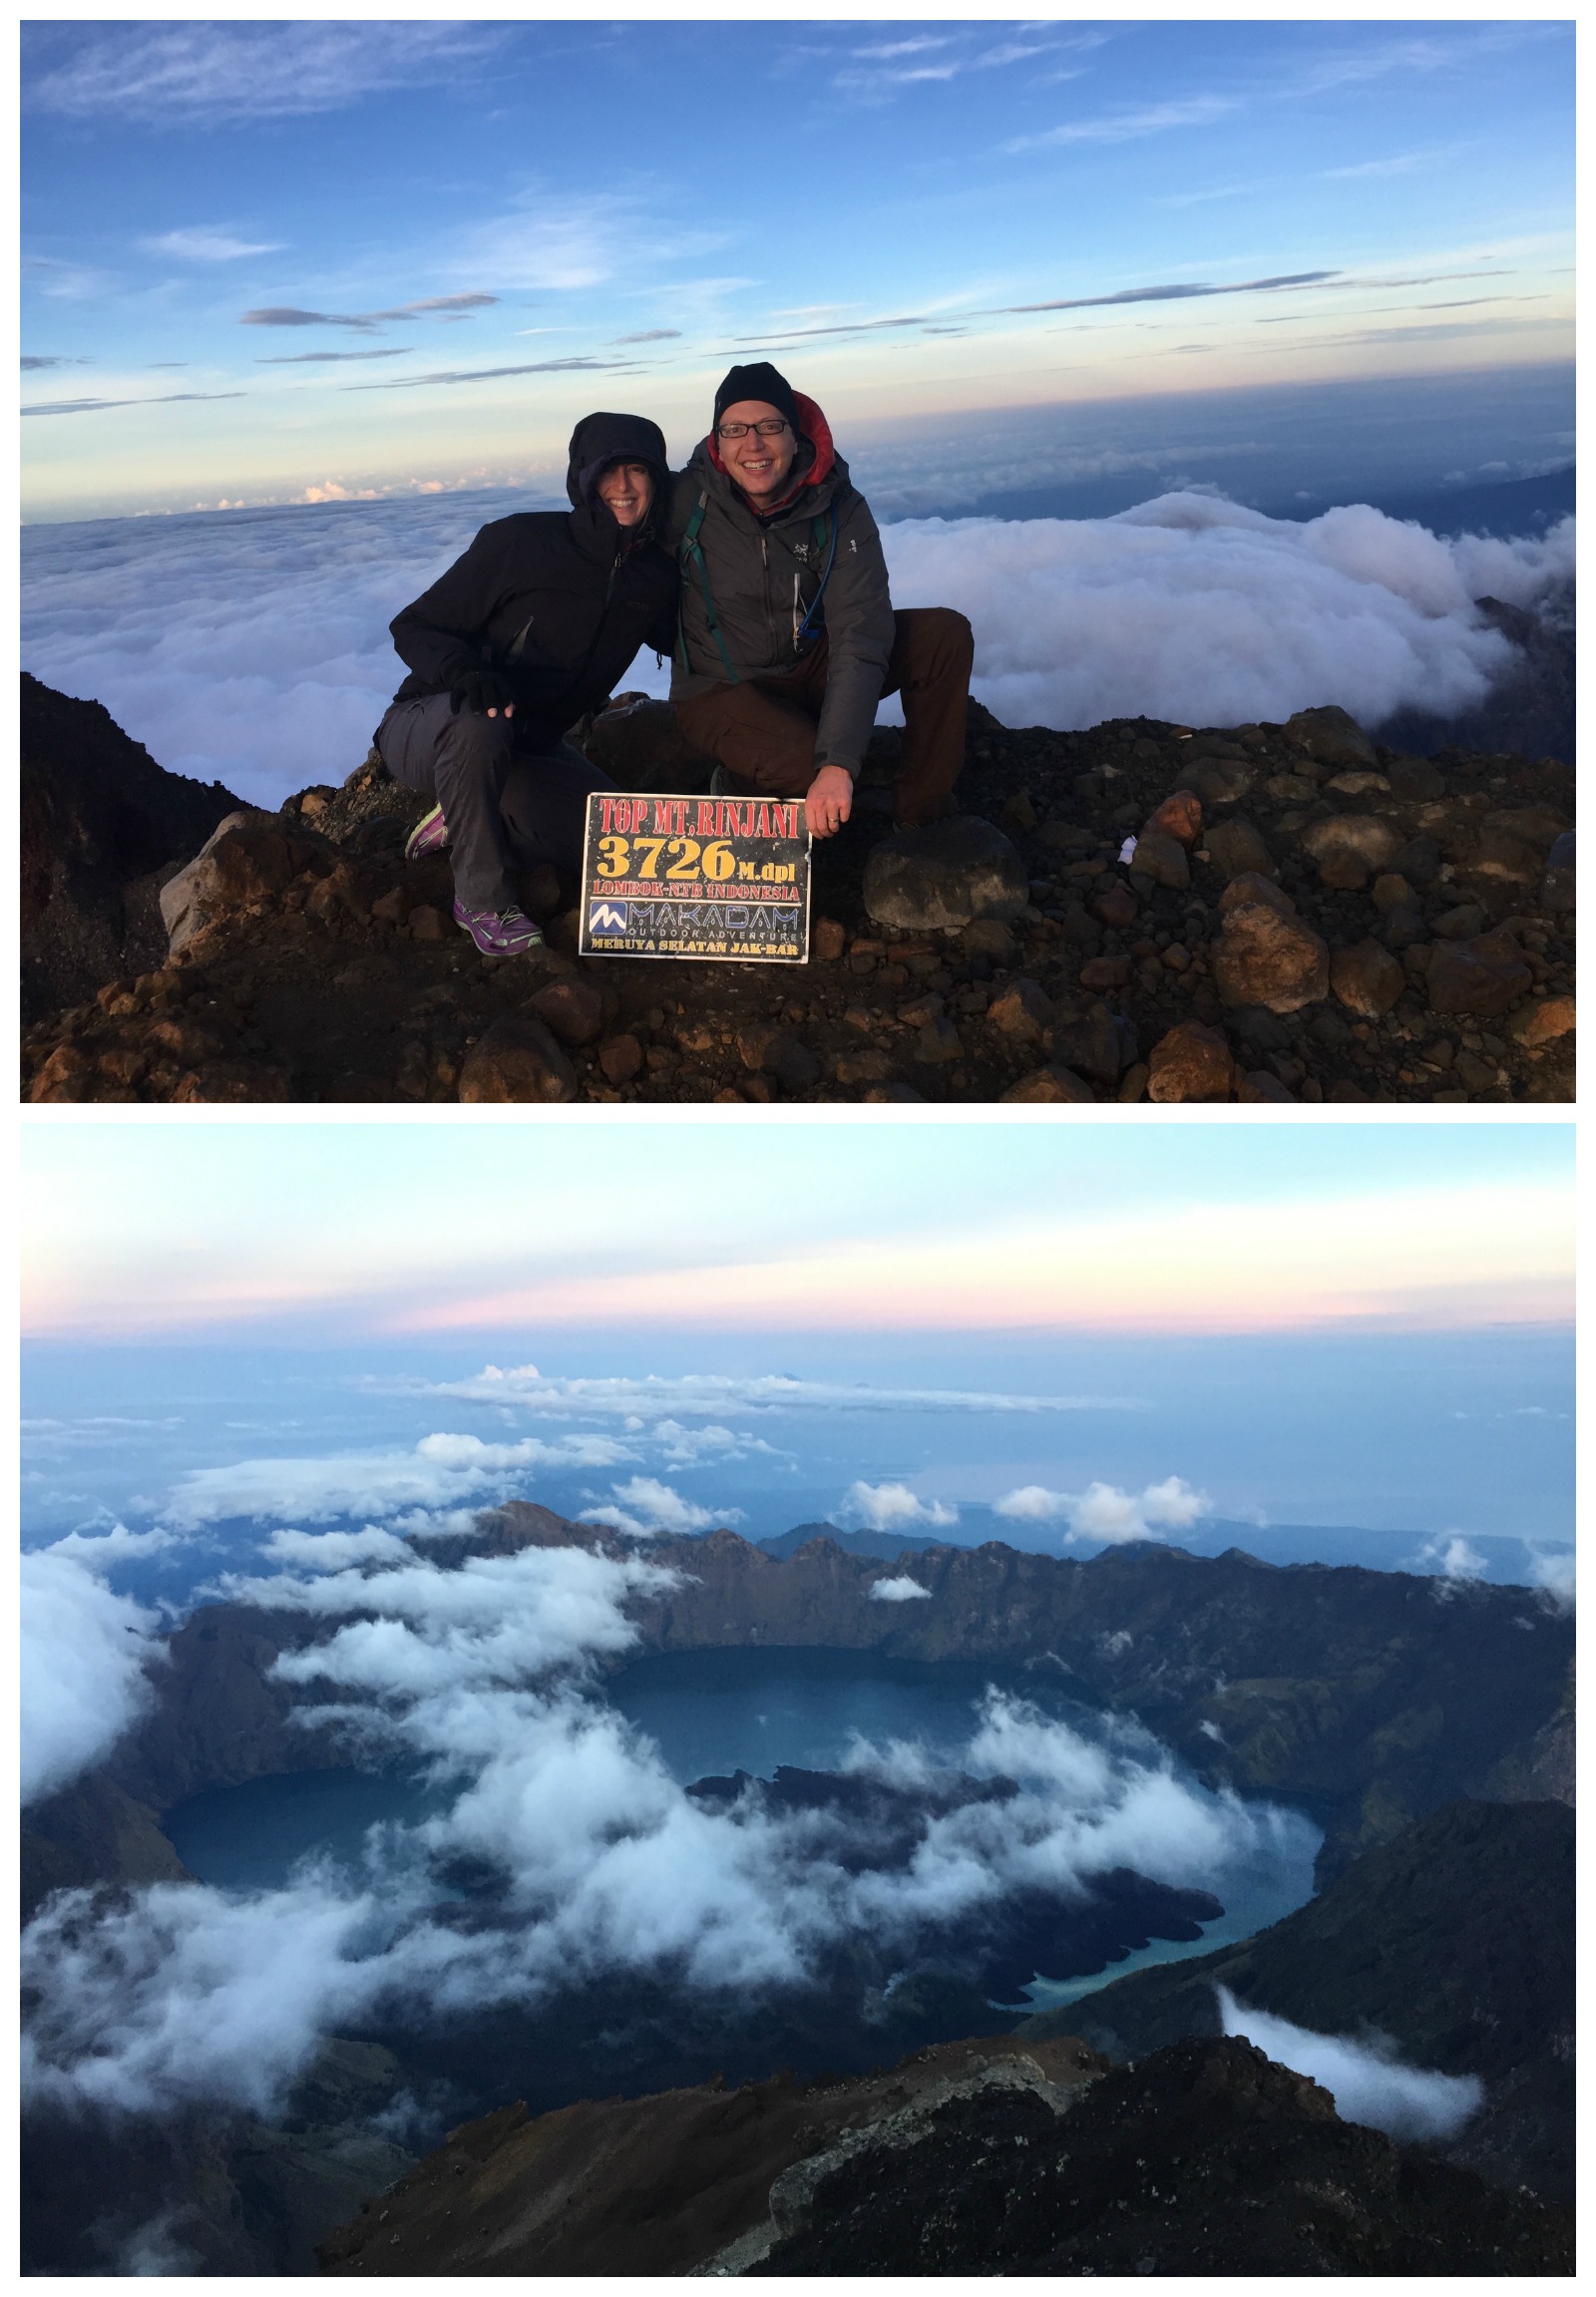 TOP MT.RINJANI
3726 M.dpl
LOMBOK-NTB INDONESIA
MAKADAM
OUTDOOR ADVENTURE
MERUYA SELATAN JAK-BAR